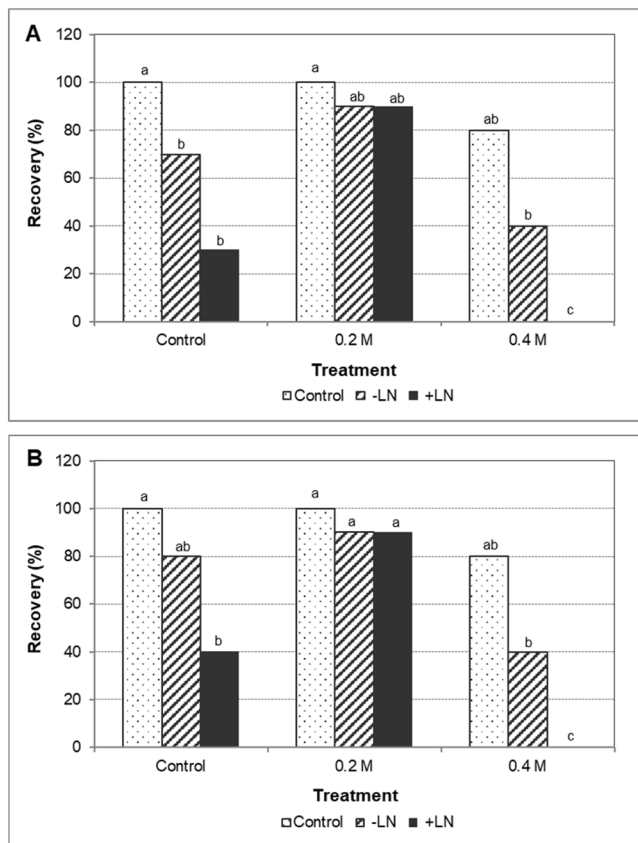 A
120
100
80
60
40
20
0
Recovery (%)
a
b
b
a
ab
ab
ab
b
c
Control
0.2 M
0.4 M
Treatment
Control -LN +LN
B
120
100
80
60
40
20
0
Recovery (%)
a
ab
b
a
a
a
ab
b
c
Control
0.2 M
0.4 M
Treatment
Control -LN +LN